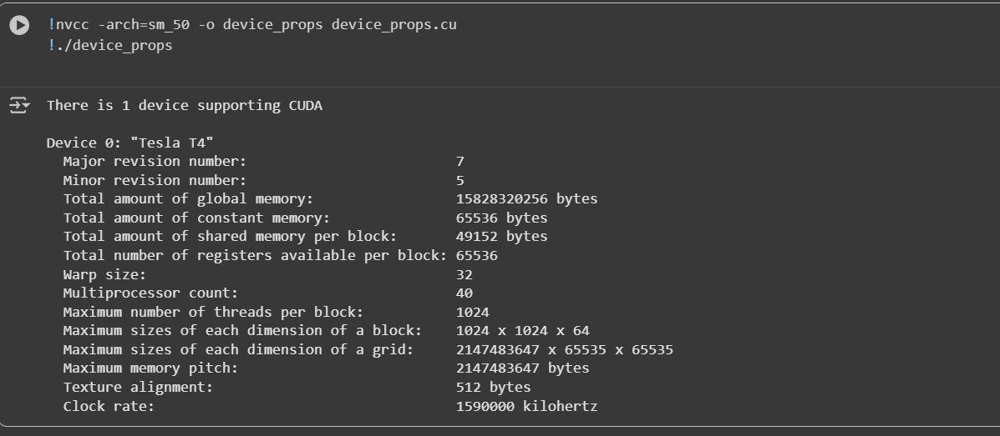 !nvcc -arch=sm_50 -o device_props device_props.cu
!./device_props
There is 1 device supporting CUDA
Device 0: "Tesla T4"
Major revision number: 7
Minor revision number: 5
Total amount of global memory: 15828320256 bytes
Total amount of constant memory: 65536 bytes
Total amount of shared memory per block: 49152 bytes
Total number of registers available per block: 65536
Warp size: 32
Multiprocessor count: 40
Maximum number of threads per block: 1024
Maximum sizes of each dimension of a block: 1024 x 1024 x 64
Maximum sizes of each dimension of a grid: 2147483647 x 65535 x 65535
Maximum memory pitch: 2147483647 bytes
Texture alignment: 512 bytes
Clock rate: 1590000 kilohertz